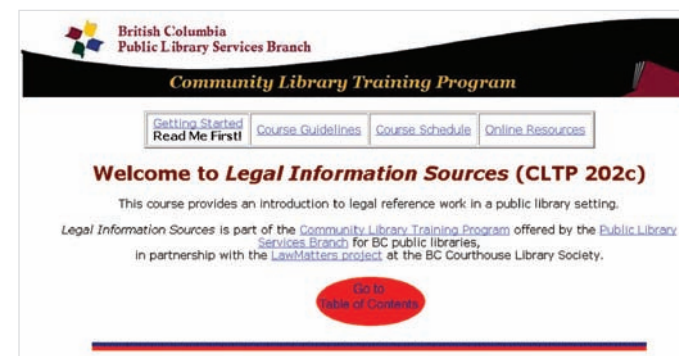 British Columbia
Public Library Services Branch
Community Library Training Program
Getting Started
Read Me First!
Course Guidelines
Course Schedule
Online Resources
Welcome to Legal Information Sources (CLTP 202c)
This course provides an introduction to legal reference work in a public library setting.
Legal Information Sources is part of the Community Library Training Program offered by the Public Library
Services Branch for BC public libraries,
in partnership with the LawMatters project at the BC Courthouse Library Society.
Go to
Table of Contents